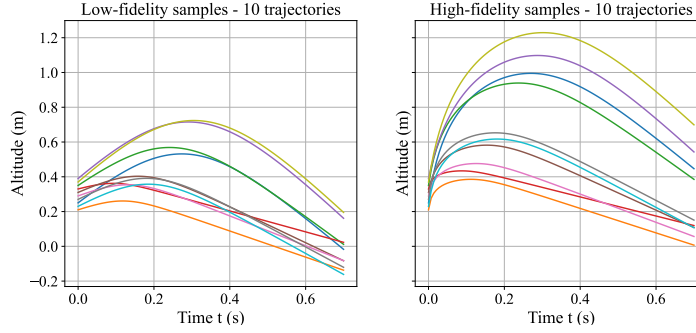 Low-fidelity samples - 10 trajectories
High-fidelity samples - 10 trajectories
Altitude (m)
1.2
1.0
0.8
0.6
0.4
0.2
0.0
−0.2
0.0 0.2 0.4 0.6
Time t (s)
Altitude (m)
0.0 0.2 0.4 0.6
Time t (s)